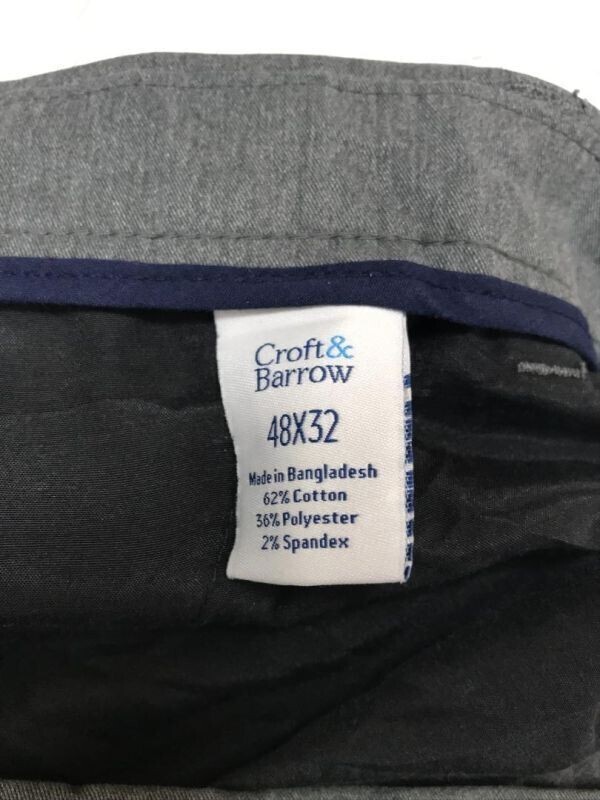 Croft&
Barrow
48X32
Made in Bangladesh
62% Cotton
36% Polyester
2% Spandex